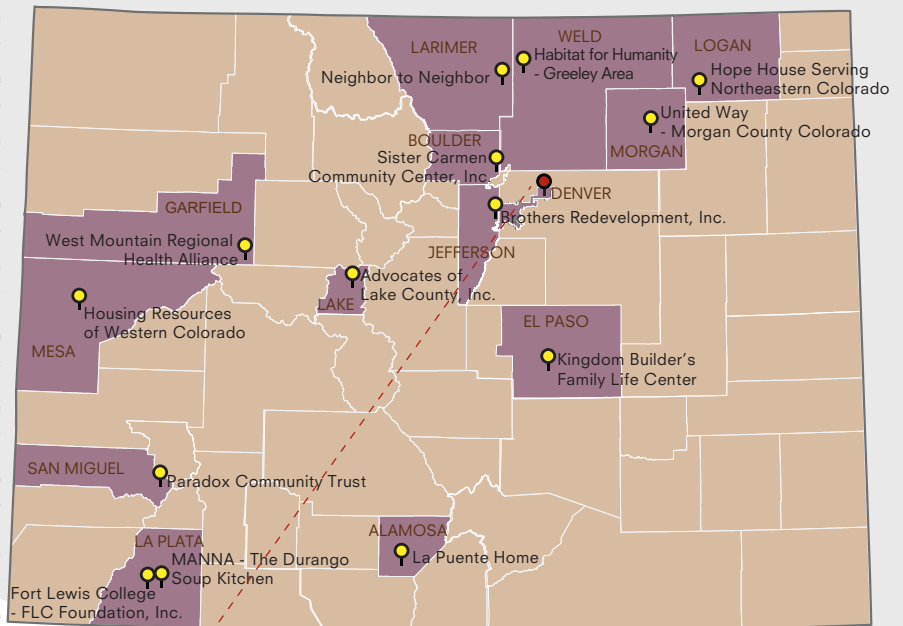 WELD
LARIMER
LOGAN
Habitat for Humanity
- Greeley Area
Neighbor to Neighbor
Hope House Serving
Northeastern Colorado
United Way
- Morgan County Colorado
MORGAN
BOULDER
Sister Carmen
Community Center, Inc.
DENVER
Brothers Redevelopment, Inc.
GARFIELD
West Mountain Regional
Health Alliance
JEFFERSON
Advocates of
Lake County, Inc.
LAKE
Housing Resources
of Western Colorado
MESA
EL PASO
Kingdom Builder's
Family Life Center
SAN MIGUEL
Paradox Community Trust
ALAMOSA
La Puente Home
LA PLATA
MANNA - The Durango
Soup Kitchen
Fort Lewis College
- FLC Foundation, Inc.